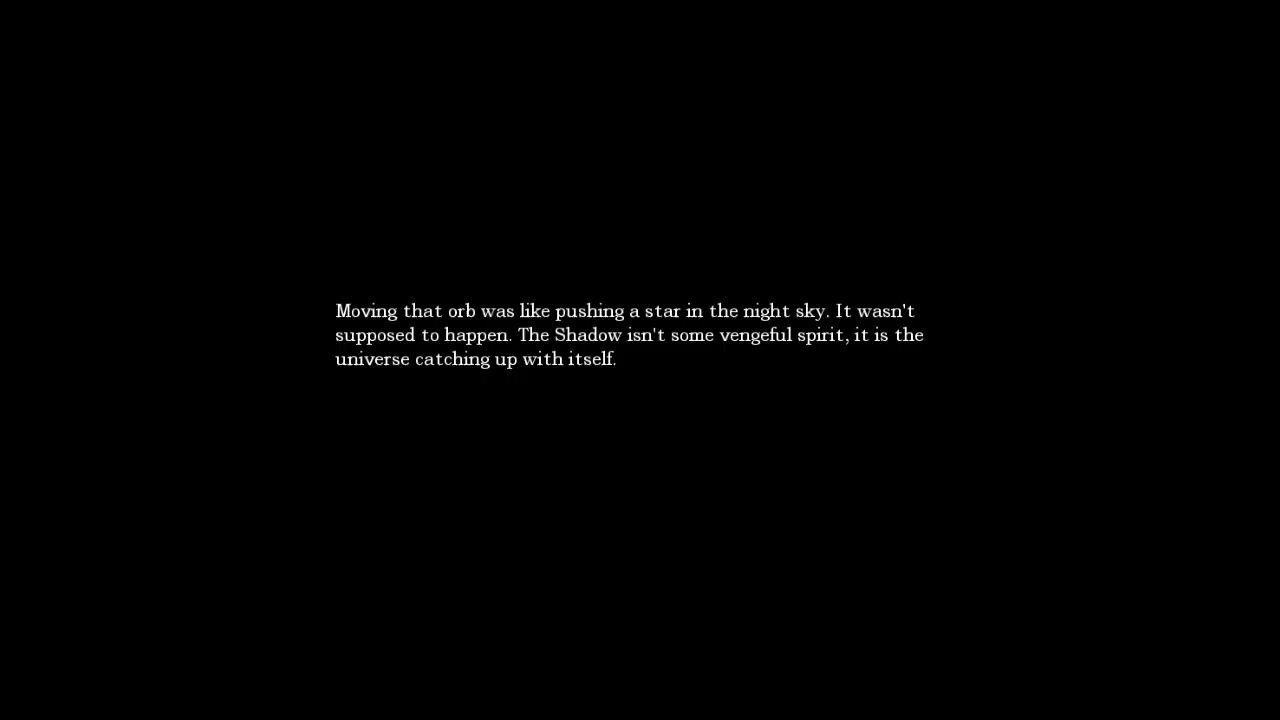 Moving that orb was like pushing a star in the night sky. It wasn't
supposed to happen. The Shadow isn't some vengeful spirit, it is the
universe catching up with itself.